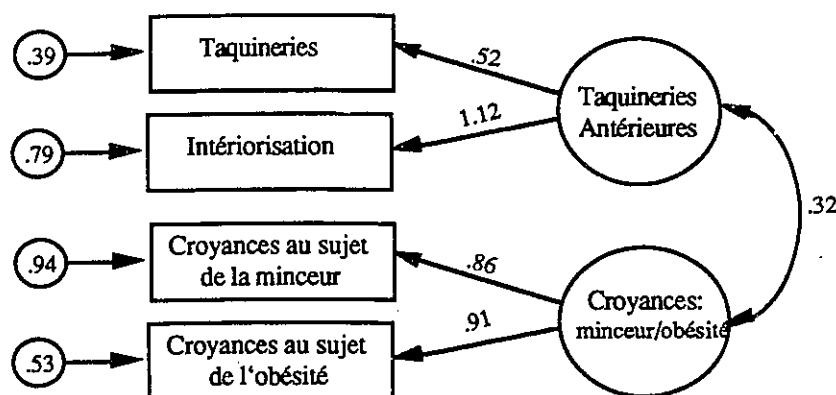 .39
Taquineries
.52
Taquineries
Antérieures
.79
Intériorisation
1.12
.32
.94
Croyances au sujet
de la minceur
.86
Croyances:
minceur/obésité
.53
Croyances au sujet
de l'obésité
.91